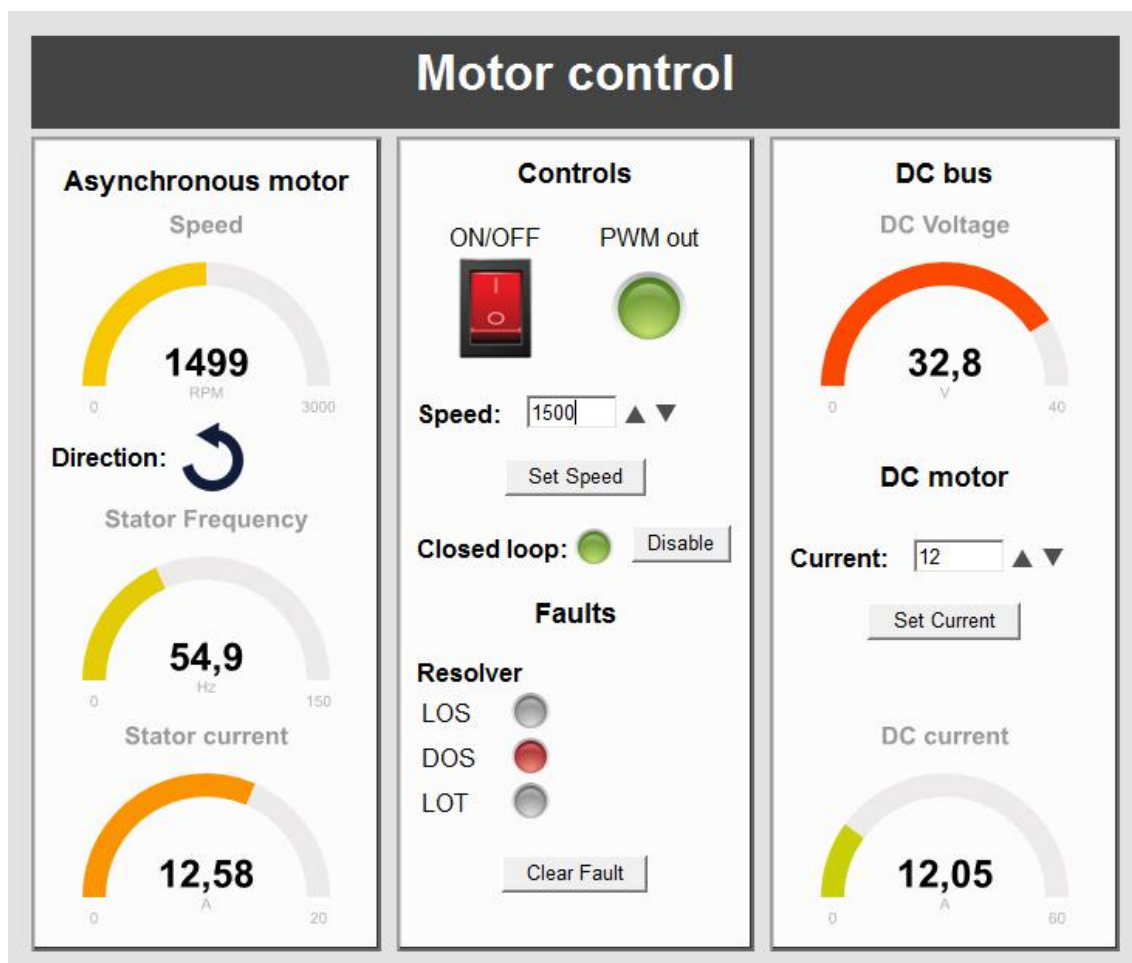 Motor control
Asynchronous motor
Speed
1499
RPM
0 3000
Direction:
Stator Frequency
54,9
Hz
0 150
Stator current
12,58
A
0 20
Controls
ON/OFF PWM out
I
O
Speed: 1500 ▲ ▼
Set Speed
Closed loop: Disable
Faults
Resolver
LOS
DOS
LOT
Clear Fault
DC bus
DC Voltage
32,8
V
0 40
DC motor
Current: 12 ▲ ▼
Set Current
DC current
12,05
A
0 60